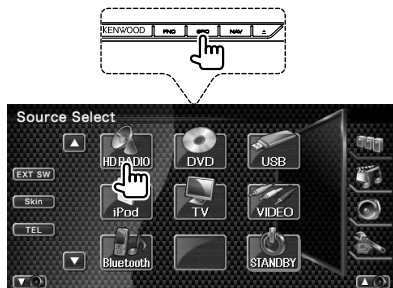 KENWOOD FNC SRC NAV
Source Select
HD RADIO DVD USB
EXT SW
Skin
iPod TV VIDEO
TEL
Bluetooth STANDBY